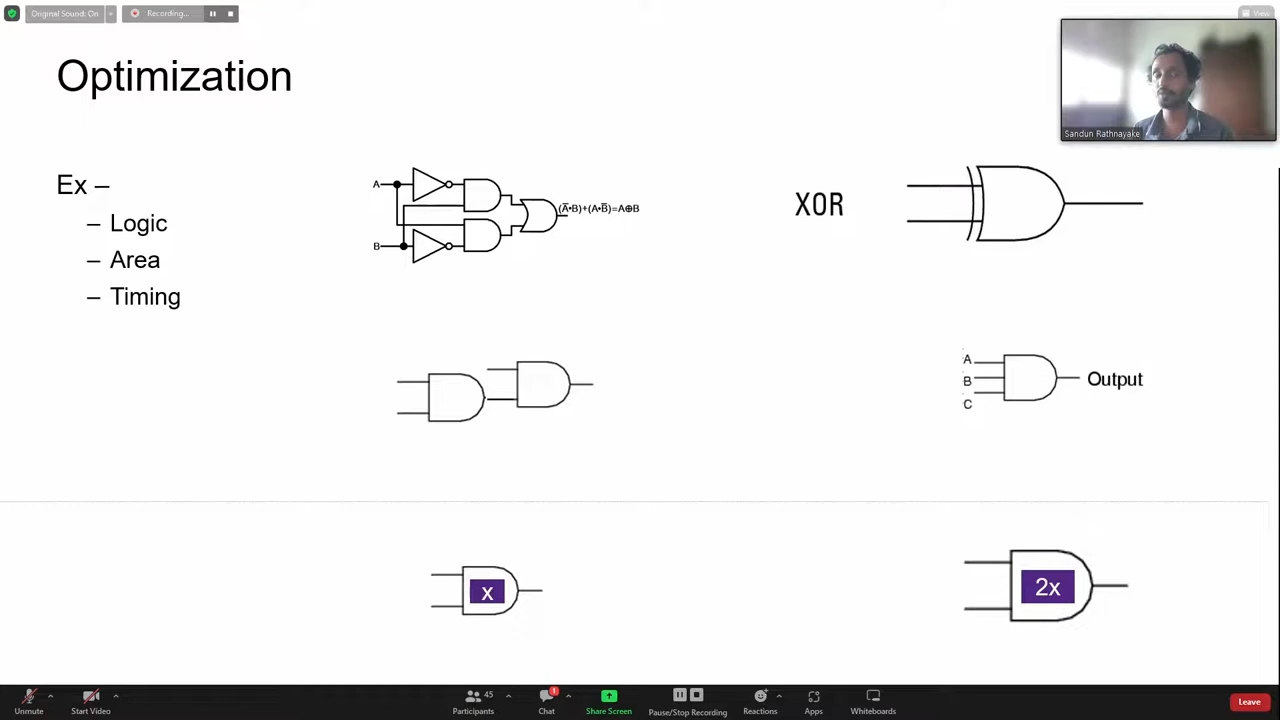 Original Sound: On
Recording...
View
Optimization
Sandun Rathnayake
Ex –
– Logic
– Area
– Timing
A
B
(A̅•B)+(A•B̅)=A⊕B
XOR
A
B
C
Output
x
2x
Unmute
Start Video
45
Participants
1
Chat
Share Screen
Pause/Stop Recording
Reactions
Apps
Whiteboards
Leave